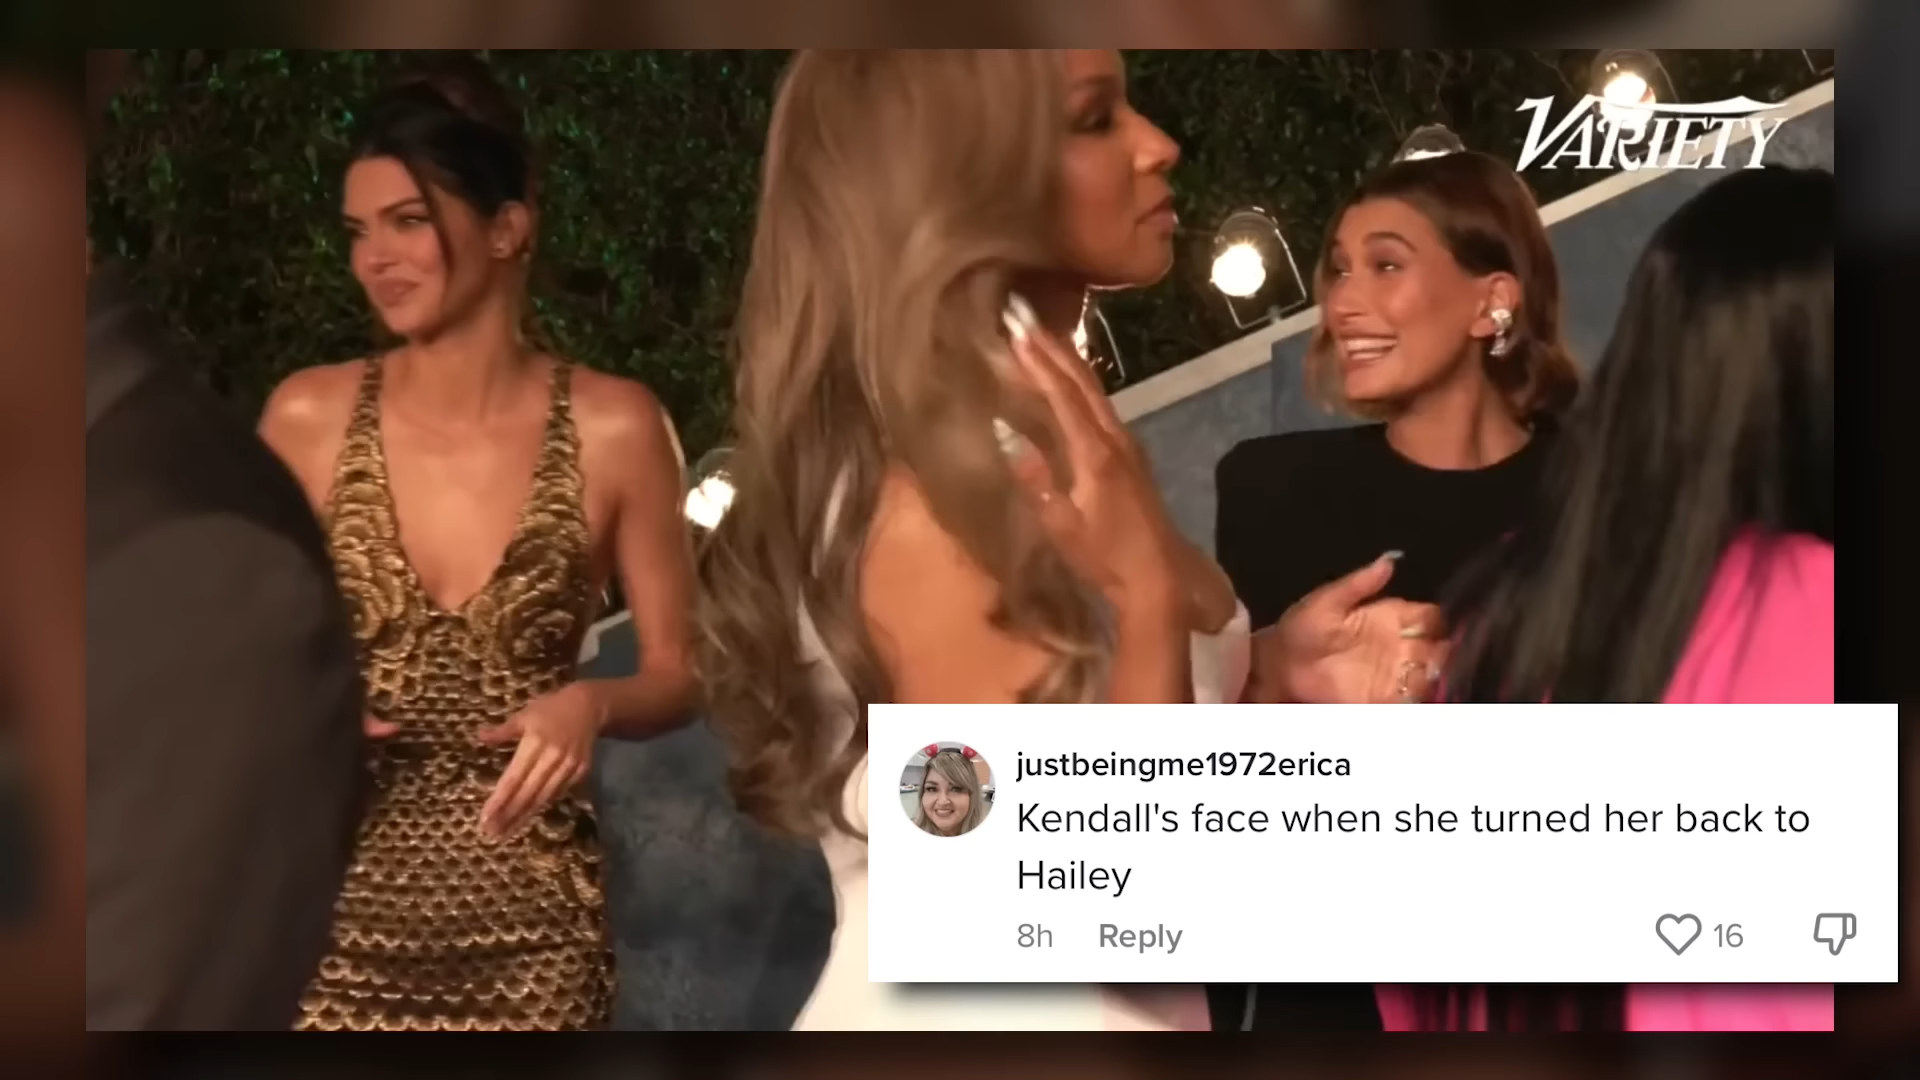 VARIETY
justbeingme1972erica
Kendall's face when she turned her back to
Hailey
8h Reply 16